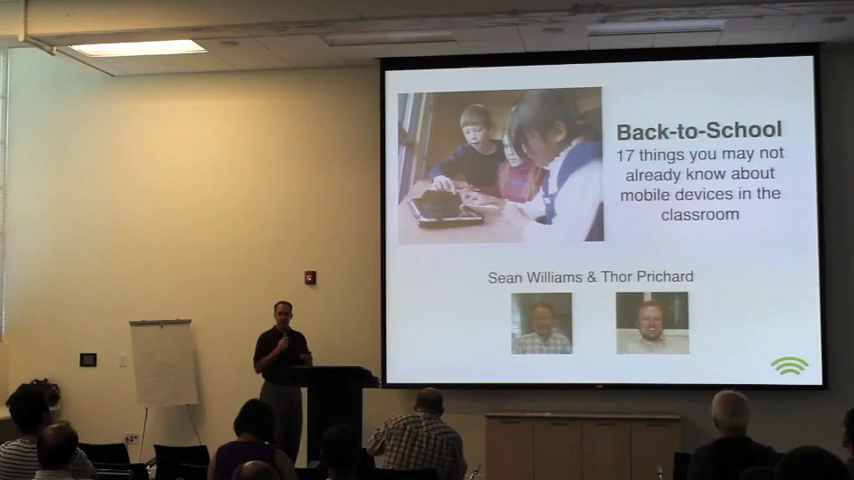 Back-to-School
17 things you may not
already know about
mobile devices in the
classroom
Sean Williams & Thor Prichard